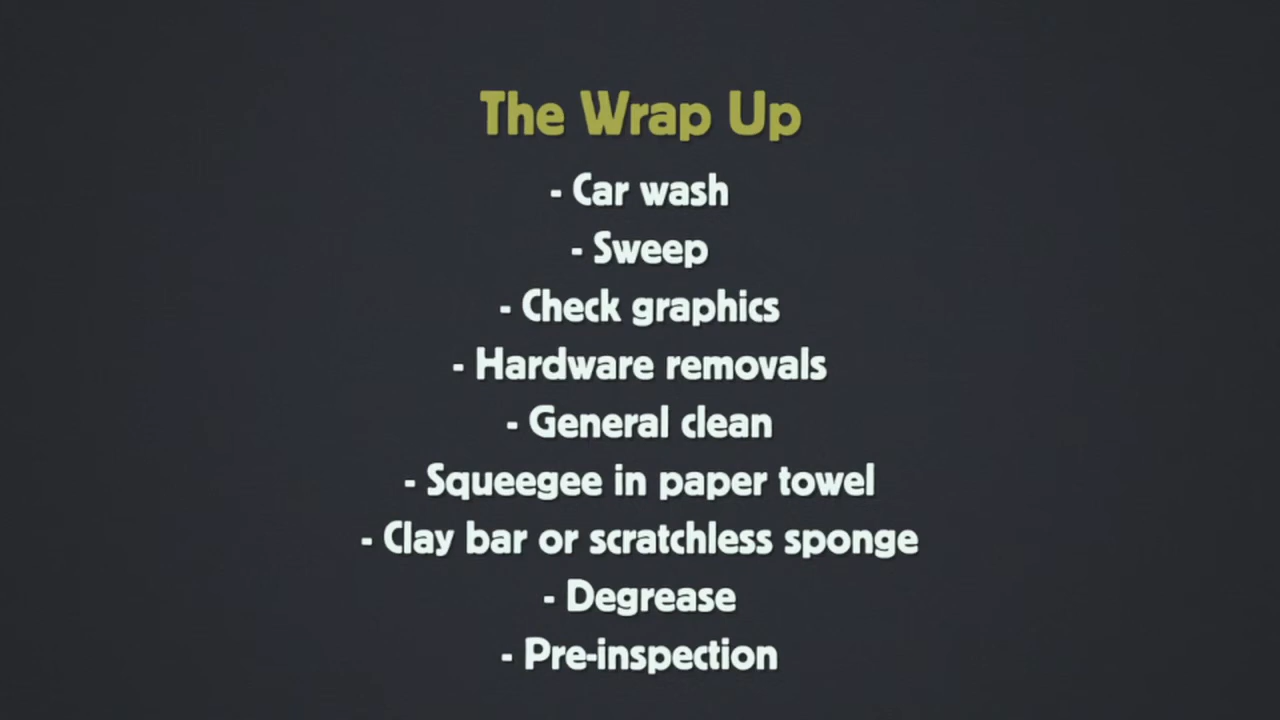 The Wrap Up
- Car wash
- Sweep
- Check graphics
- Hardware removals
- General clean
- Squeegee in paper towel
- Clay bar or scratchless sponge
- Degrease
- Pre-inspection